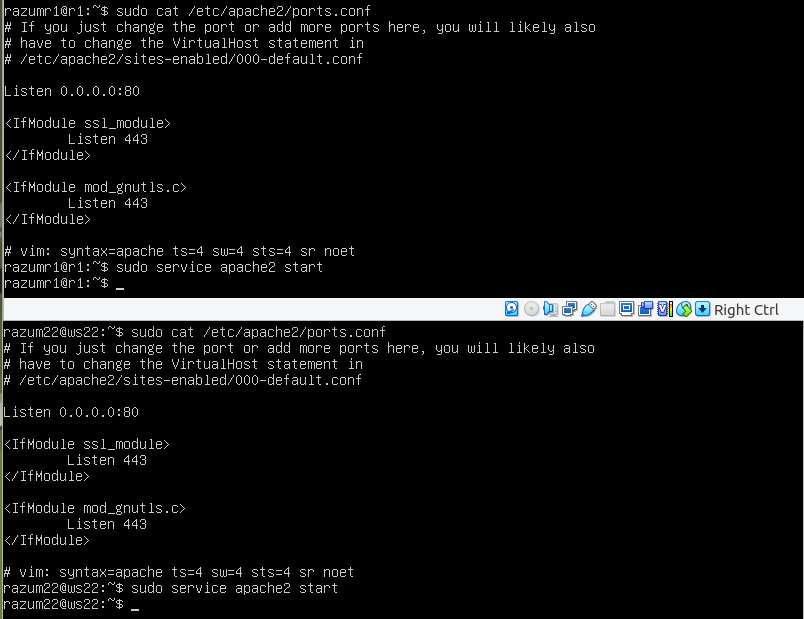 razumr1@r1:~$ sudo cat /etc/apache2/ports.conf
# If you just change the port or add more ports here, you will likely also
# have to change the VirtualHost statement in
# /etc/apache2/sites-enabled/000-default.conf
Listen 0.0.0.0:80
<IfModule ssl_module>
        Listen 443
</IfModule>
<IfModule mod_gnutls.c>
        Listen 443
</IfModule>
# vim: syntax=apache ts=4 sw=4 sts=4 sr noet
razumr1@r1:~$ sudo service apache2 start
razumr1@r1:~$ _
Right Ctrl
razum22@ws22:~$ sudo cat /etc/apache2/ports.conf
# If you just change the port or add more ports here, you will likely also
# have to change the VirtualHost statement in
# /etc/apache2/sites-enabled/000-default.conf
Listen 0.0.0.0:80
<IfModule ssl_module>
        Listen 443
</IfModule>
<IfModule mod_gnutls.c>
        Listen 443
</IfModule>
# vim: syntax=apache ts=4 sw=4 sts=4 sr noet
razum22@ws22:~$ sudo service apache2 start
razum22@ws22:~$ _